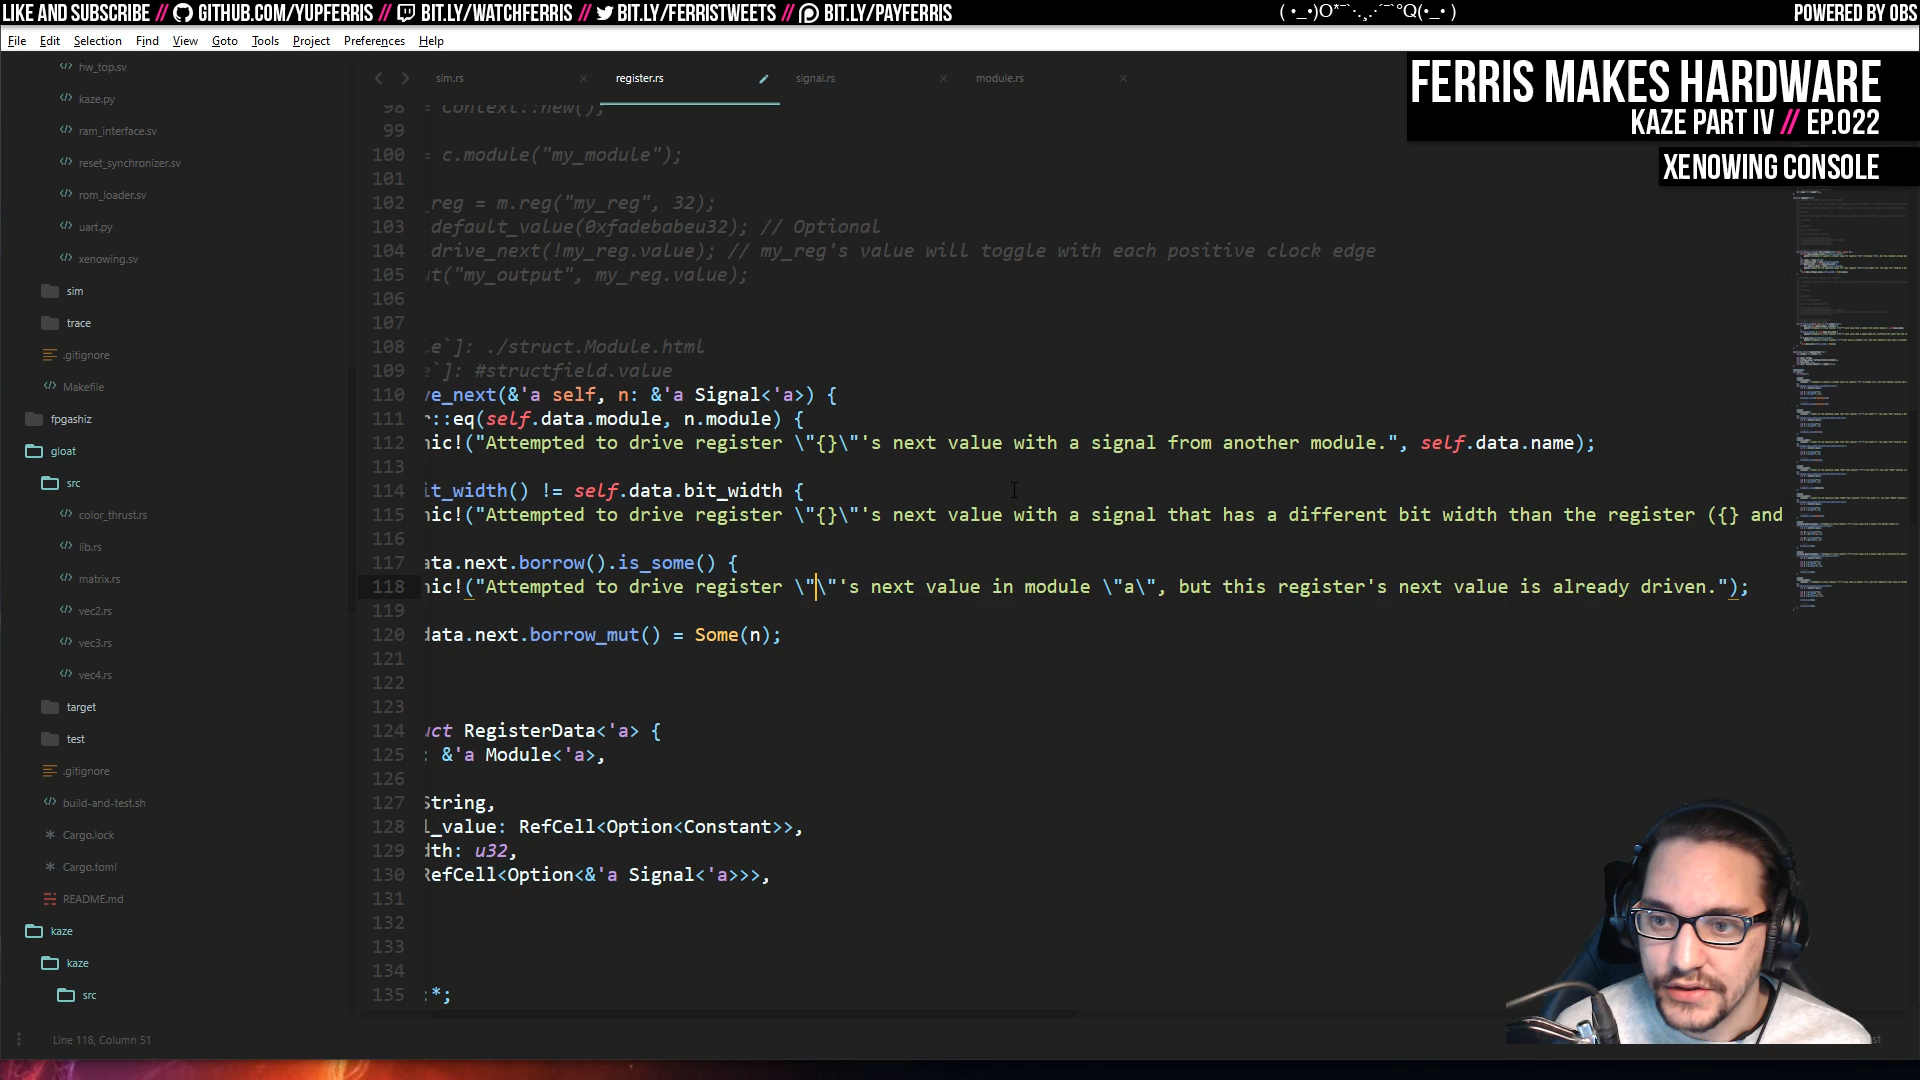 LIKE AND SUBSCRIBE // GITHUB.COM/YUPFERRIS // BIT.LY/WATCHFERRIS // BIT.LY/FERRISTWEETS // BIT.LY/PAYFERRIS
( •_•)O*¯`·.¸.·´¯`°Q(•_• )
POWERED BY OBS
File Edit Selection Find View Goto Tools Project Preferences Help
FERRIS MAKES HARDWARE
KAZE PART IV // EP.022
XENOWING CONSOLE
hw_top.sv
kaze.py
ram_interface.sv
reset_synchronizer.sv
rom_loader.sv
uart.py
xenowing.sv
sim
trace
.gitignore
Makefile
fpgashiz
gloat
src
color_thrust.rs
lib.rs
matrix.rs
vec2.rs
vec3.rs
vec4.rs
target
test
.gitignore
build-and-test.sh
Cargo.lock
Cargo.toml
README.md
kaze
kaze
src
sim.rs register.rs signal.rs module.rs
98 = Context::new();
99
100 = c.module("my_module");
101
102 _reg = m.reg("my_reg", 32);
103 default_value(0xfadebabeu32); // Optional
104 drive_next(!my_reg.value); // my_reg's value will toggle with each positive clock edge
105 ut("my_output", my_reg.value);
106
107
108 le`]: ./struct.Module.html
109 e`]: #structfield.value
110 ve_next(&'a self, n: &'a Signal<'a>) {
111 r::eq(self.data.module, n.module) {
112 nic!("Attempted to drive register \"{}\"'s next value with a signal from another module.", self.data.name);
113
114 it_width() != self.data.bit_width {
115 nic!("Attempted to drive register \"{}\"'s next value with a signal that has a different bit width than the register ({} and
116
117 ata.next.borrow().is_some() {
118 nic!("Attempted to drive register \"\"'s next value in module \"a\", but this register's next value is already driven.");
119
120 data.next.borrow_mut() = Some(n);
121
122
123
124 uct RegisterData<'a> {
125 : &'a Module<'a>,
126
127 String,
128 l_value: RefCell<Option<Constant>>,
129 dth: u32,
130 RefCell<Option<&'a Signal<'a>>>,
131
132
133
134
135 :*;
Line 118, Column 51